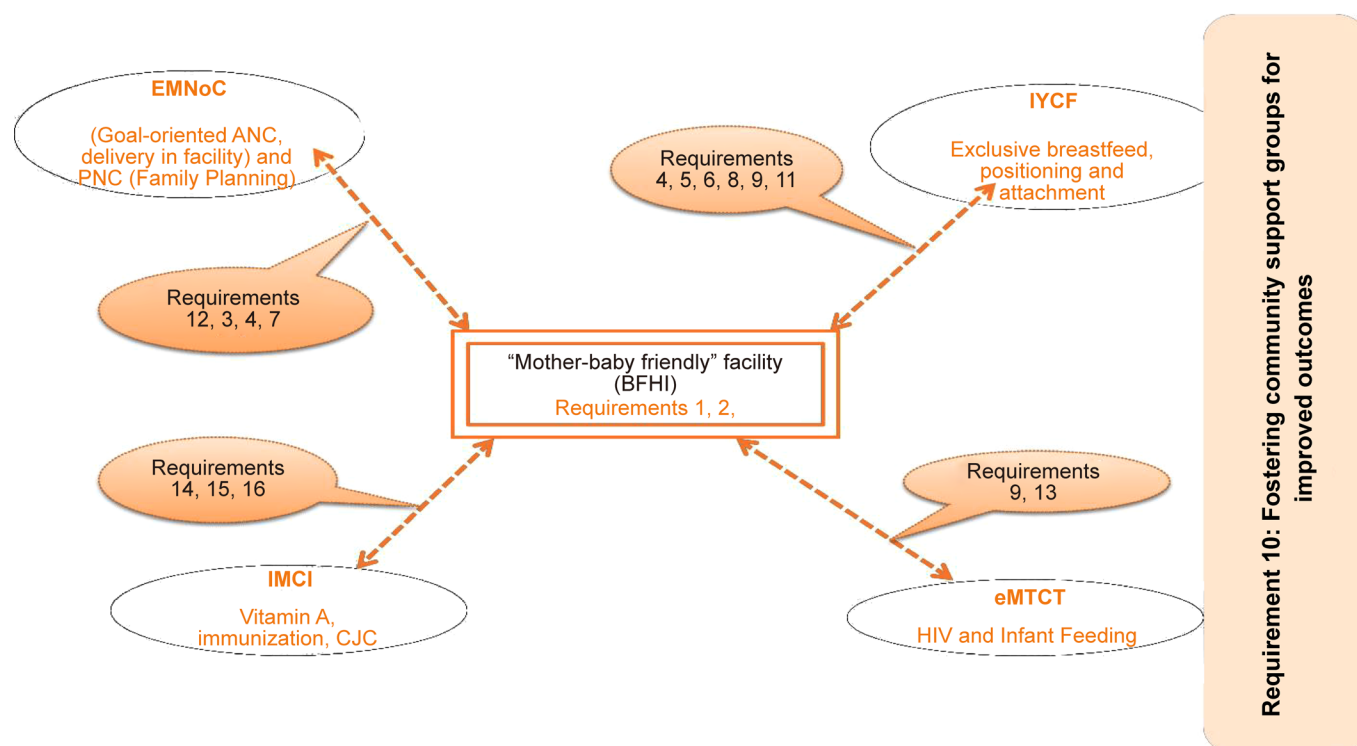 EMNoC
(Goal-oriented ANC,
delivery in facility) and
PNC (Family Planning)
IYCF
Exclusive breastfeed,
positioning and
attachment
Requirements
4, 5, 6, 8, 9, 11
Requirements
12, 3, 4, 7
“Mother-baby friendly” facility
(BFHI)
Requirements 1, 2,
Requirements
14, 15, 16
Requirements
9, 13
IMCI
Vitamin A,
immunization, CJC
eMTCT
HIV and Infant Feeding
Requirement 10: Fostering community support groups for
improved outcomes